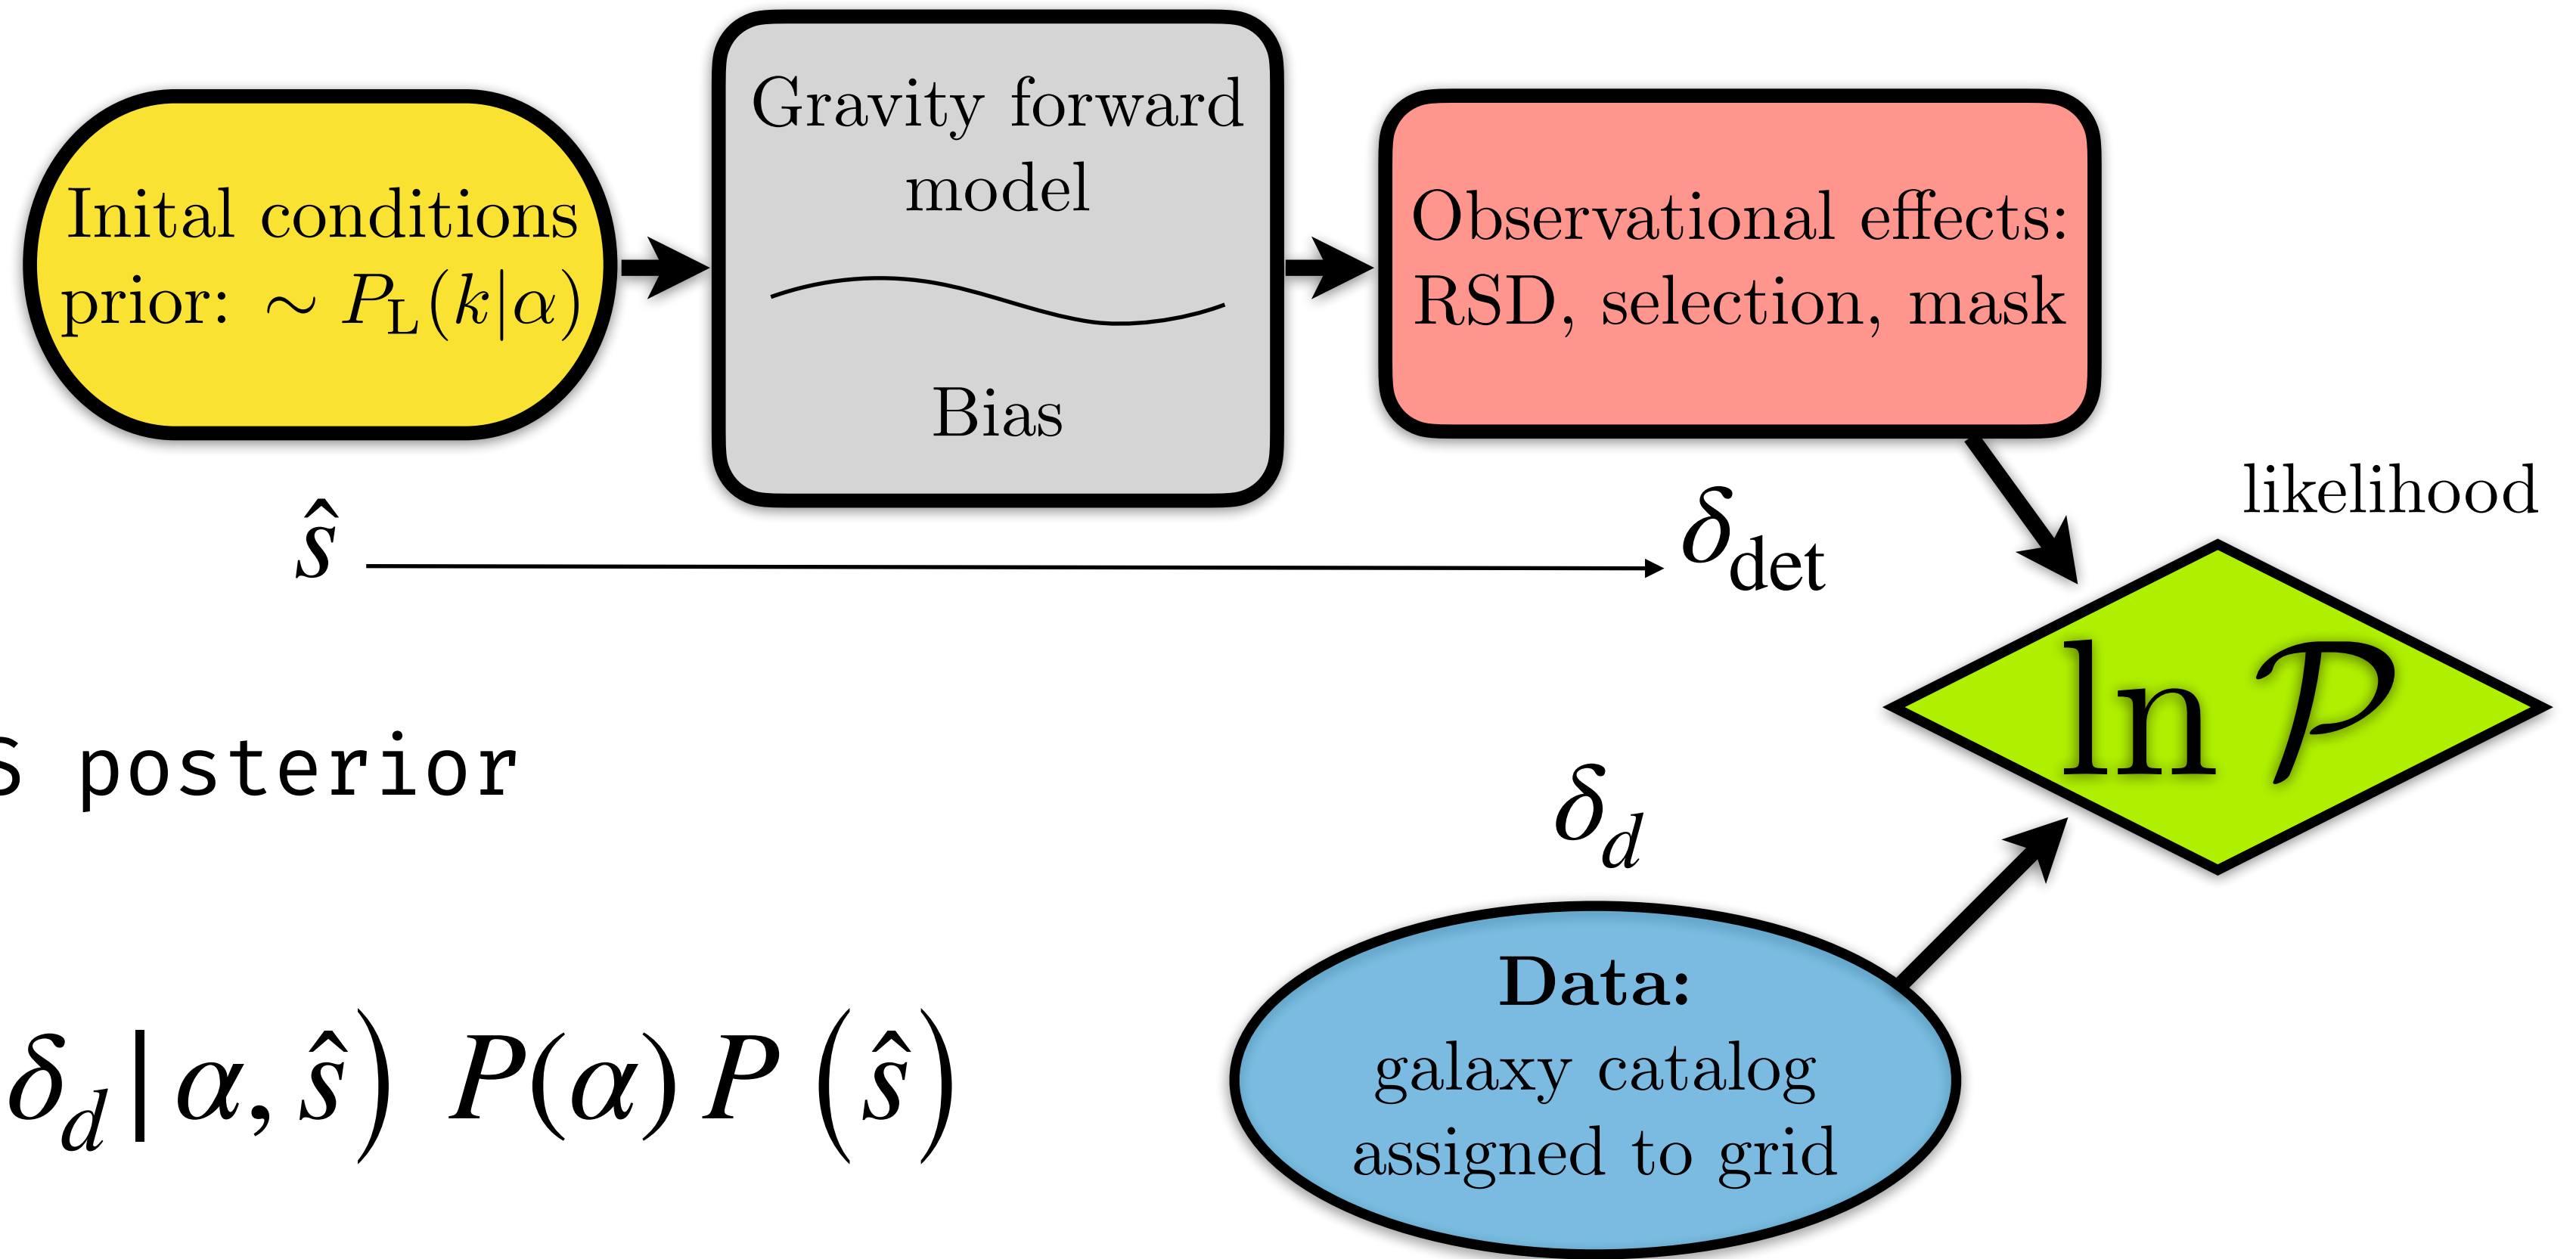 Inital conditions
prior: ∼ P_L(k|α)
Gravity forward
model
Bias
Observational effects:
RSD, selection, mask
ŝ
δ_det
likelihood
ln 𝒫
S posterior
δ_d
δ_d | α, ŝ) P(α) P (ŝ)
Data:
galaxy catalog
assigned to grid